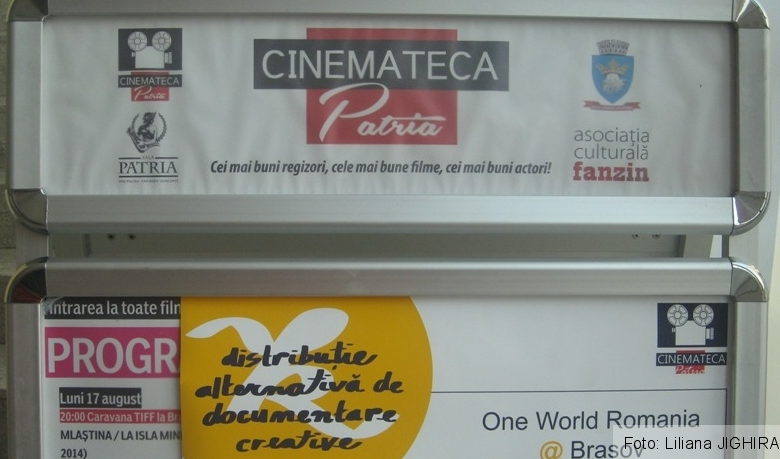 CINEMATECA
Patria
SALA
PATRIA
CINEMATECA
Patria
Cei mai buni regizori, cele mai bune filme, cei mai buni actori!
asociația
culturală
fanzin
Intrarea la toate film
PROGRA
Luni 17 august
20:00 Caravana TIFF la Br
MLAȘTINA / LA ISLA MIN
2014)
distribuție
alternativă de
documentare
creative
CINEMATECA
Patria
One World Romania
@ Brasov
Foto: Liliana JIGHIRA